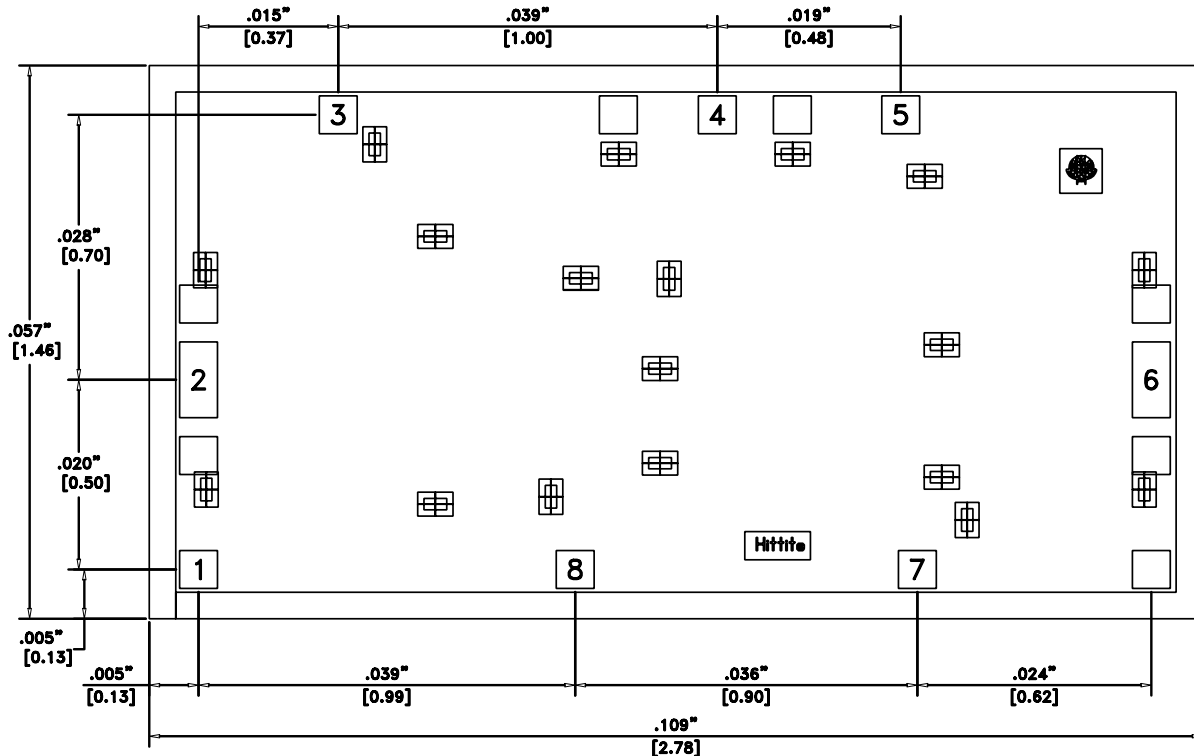 .015" .039" .019"
[0.37] [1.00] [0.48]
3 4 5
.028"
[0.70]
.057"
[1.46]
2 6
.020"
[0.50]
Hittite
1 8 7
.005"
[0.13]
.005" .039" .036" .024"
[0.13] [0.99] [0.90] [0.62]
.109"
[2.78]